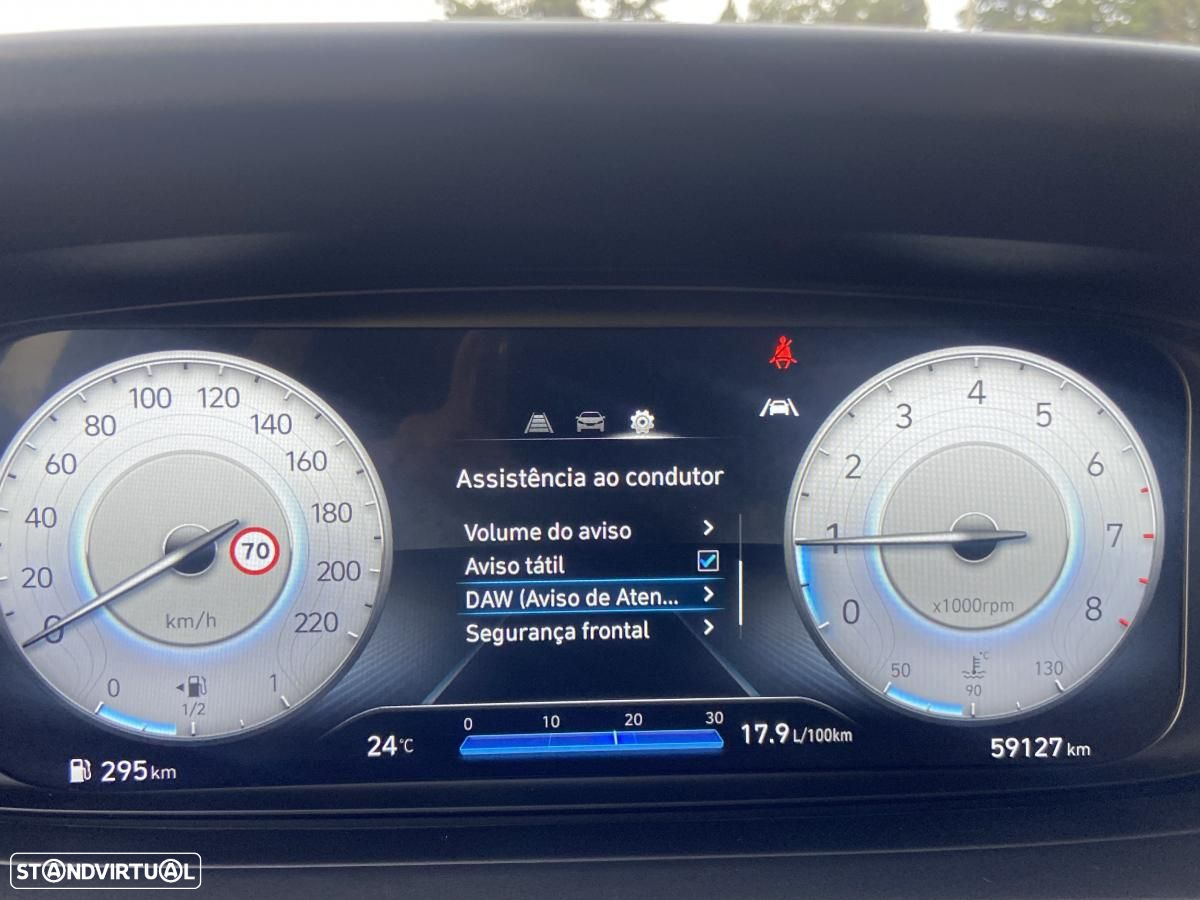 0 20 40 60 80 100 120 140 160 180 200 220
70
km/h
0 1/2 1
295 km
Assistência ao condutor
Volume do aviso
Aviso tátil
DAW (Aviso de Aten...
Segurança frontal
0 10 20 30
24°C
17.9 L/100km
0 1 2 3 4 5 6 7 8
x1000rpm
°C
50 90 130
59127 km
STANDVIRTUAL